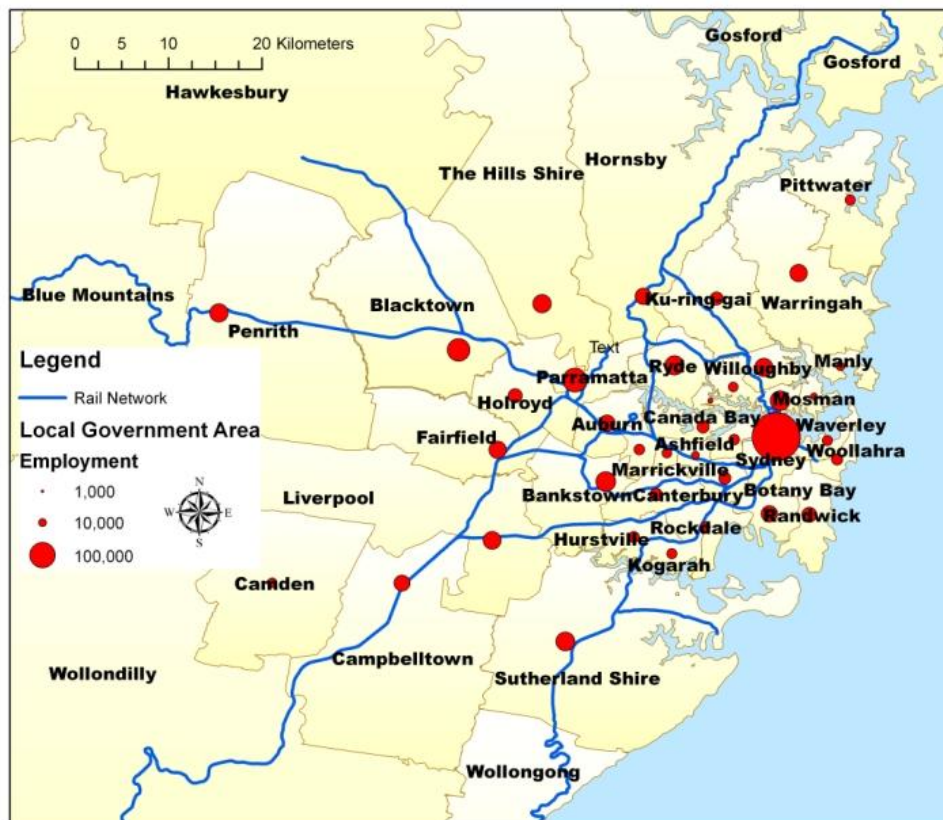 Gosford
Gosford
0 5 10 20 Kilometers
Hawkesbury
Hornsby
The Hills Shire
Pittwater
Blue Mountains
Ku-ring-gai
Warringah
Blacktown
Penrith
Text
Legend
Rail Network
Local Government Area
Employment
1,000
10,000
100,000
N
W E
S
Parramatta
Ryde
Willoughby
Manly
Holroyd
Mosman
Auburn
Canada Bay
Waverley
Fairfield
Ashfield
Woollahra
Sydney
Marrickville
Liverpool
Bankstown
Canterbury
Botany Bay
Randwick
Rockdale
Hurstville
Kogarah
Camden
Campbelltown
Wollondilly
Sutherland Shire
Wollongong